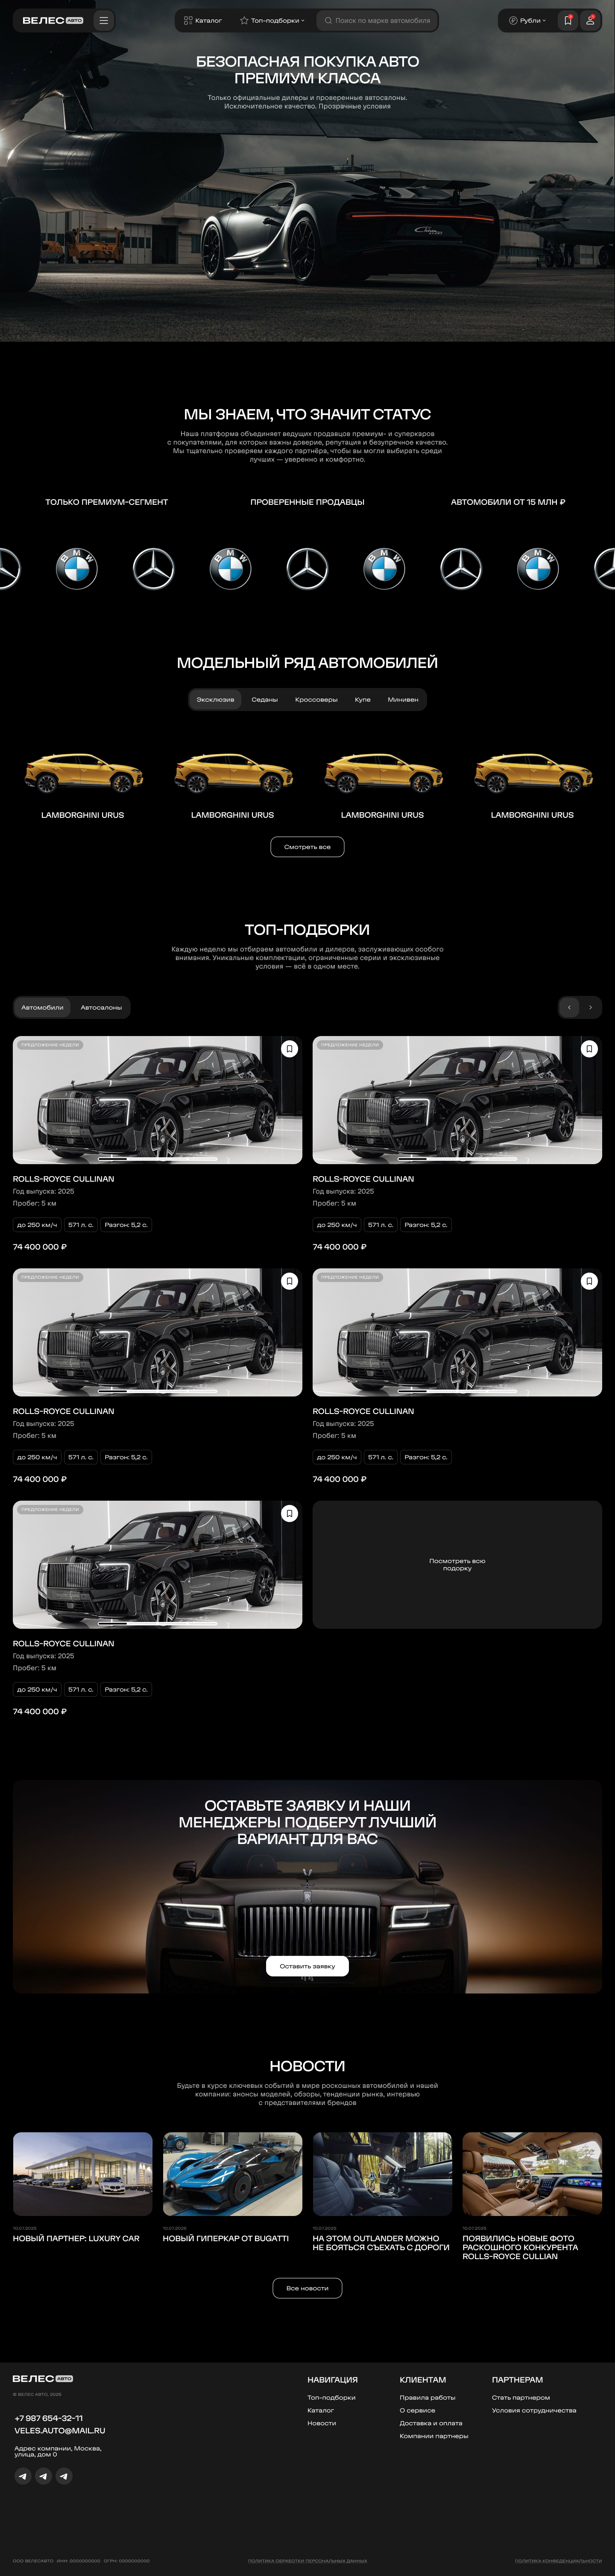 ВЕЛЕС АВТО
Каталог
Топ-подборки
Поиск по марке автомобиля
Рубли
БЕЗОПАСНАЯ ПОКУПКА АВТО
ПРЕМИУМ КЛАССА
Только официальные дилеры и проверенные автосалоны.
Исключительное качество. Прозрачные условия
МЫ ЗНАЕМ, ЧТО ЗНАЧИТ СТАТУС
Наша платформа объединяет ведущих продавцов премиум- и суперкаров
с покупателями, для которых важны доверие, репутация и безупречное качество.
Мы тщательно проверяем каждого партнёра, чтобы вы могли выбирать среди
лучших — уверенно и комфортно.
ТОЛЬКО ПРЕМИУМ-СЕГМЕНТ
ПРОВЕРЕННЫЕ ПРОДАВЦЫ
АВТОМОБИЛИ ОТ 15 МЛН ₽
BMW
BMW
BMW
BMW
МОДЕЛЬНЫЙ РЯД АВТОМОБИЛЕЙ
Эксклюзив
Седаны
Кроссоверы
Купе
Минивен
LAMBORGHINI URUS
LAMBORGHINI URUS
LAMBORGHINI URUS
LAMBORGHINI URUS
Смотреть все
ТОП-ПОДБОРКИ
Каждую неделю мы отбираем автомобили и дилеров, заслуживающих особого
внимания. Уникальные комплектации, ограниченные серии и эксклюзивные
условия — всё в одном месте.
Автомобили
Автосалоны
ПРЕДЛОЖЕНИЕ НЕДЕЛИ
ROLLS-ROYCE CULLINAN
Год выпуска: 2025
Пробег: 5 км
до 250 км/ч
571 л. с.
Разгон: 5,2 с.
74 400 000 ₽
ПРЕДЛОЖЕНИЕ НЕДЕЛИ
ROLLS-ROYCE CULLINAN
Год выпуска: 2025
Пробег: 5 км
до 250 км/ч
571 л. с.
Разгон: 5,2 с.
74 400 000 ₽
ПРЕДЛОЖЕНИЕ НЕДЕЛИ
ROLLS-ROYCE CULLINAN
Год выпуска: 2025
Пробег: 5 км
до 250 км/ч
571 л. с.
Разгон: 5,2 с.
74 400 000 ₽
ПРЕДЛОЖЕНИЕ НЕДЕЛИ
ROLLS-ROYCE CULLINAN
Год выпуска: 2025
Пробег: 5 км
до 250 км/ч
571 л. с.
Разгон: 5,2 с.
74 400 000 ₽
ПРЕДЛОЖЕНИЕ НЕДЕЛИ
ROLLS-ROYCE CULLINAN
Год выпуска: 2025
Пробег: 5 км
до 250 км/ч
571 л. с.
Разгон: 5,2 с.
74 400 000 ₽
Посмотреть всю
подорку
ОСТАВЬТЕ ЗАЯВКУ И НАШИ
МЕНЕДЖЕРЫ ПОДБЕРУТ ЛУЧШИЙ
ВАРИАНТ ДЛЯ ВАС
Оставить заявку
НОВОСТИ
Будьте в курсе ключевых событий в мире роскошных автомобилей и нашей
компании: анонсы моделей, обзоры, тенденции рынка, интервью
с представителями брендов
10.07.2025
НОВЫЙ ПАРТНЕР: LUXURY CAR
10.07.2025
НОВЫЙ ГИПЕРКАР ОТ BUGATTI
10.07.2025
НА ЭТОМ OUTLANDER МОЖНО
НЕ БОЯТЬСЯ СЪЕХАТЬ С ДОРОГИ
10.07.2025
ПОЯВИЛИСЬ НОВЫЕ ФОТО
РАСКОШНОГО КОНКУРЕНТА
ROLLS-ROYCE CULLIAN
Все новости
ВЕЛЕС АВТО
© ВЕЛЕС АВТО, 2025
+7 987 654-32-11
VELES.AUTO@MAIL.RU
Адрес компании, Москва,
улица, дом 0
НАВИГАЦИЯ
Топ-подборки
Каталог
Новости
КЛИЕНТАМ
Правила работы
О сервисе
Доставка и оплата
Компании партнеры
ПАРТНЕРАМ
Стать партнером
Условия сотрудничества
ООО ВЕЛЕСАВТО ИНН: 0000000000 ОГРН: 0000000000
ПОЛИТИКА ОБРАБОТКИ ПЕРСОНАЛЬНЫХ ДАННЫХ
ПОЛИТИКА КОНФЕДЕНЦИАЛЬНОСТИ